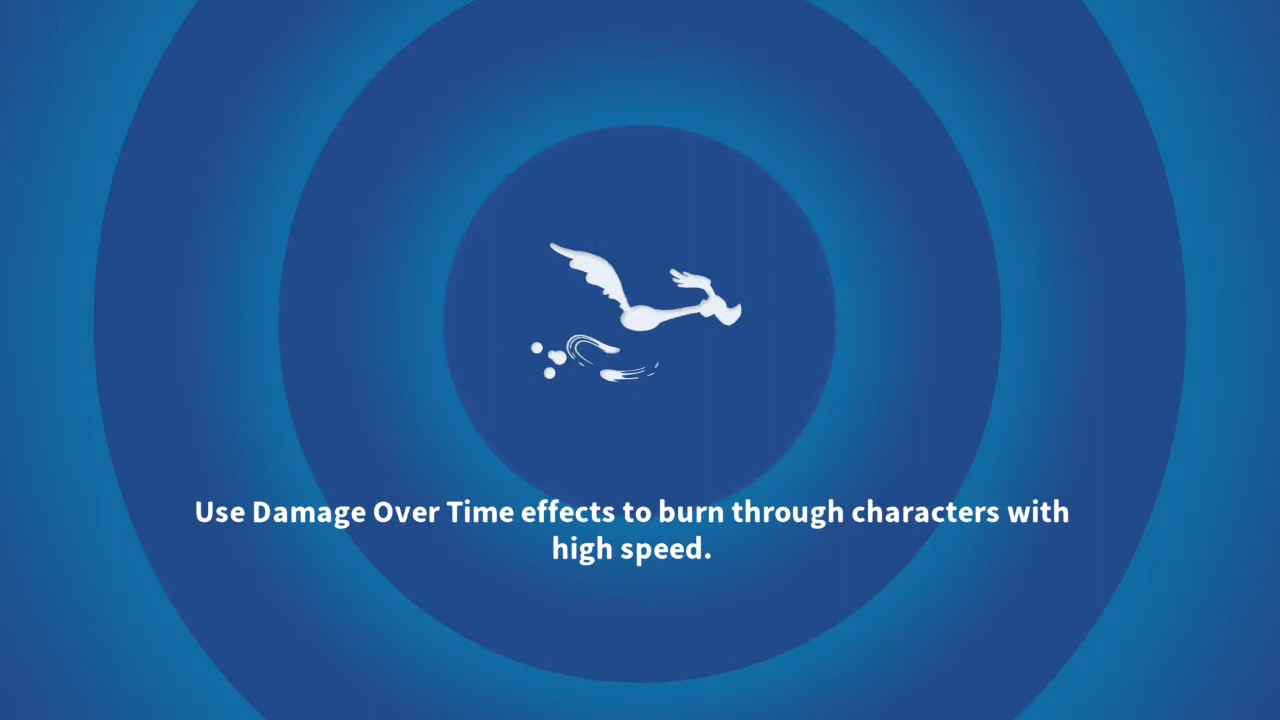 Use Damage Over Time effects to burn through characters with
high speed.